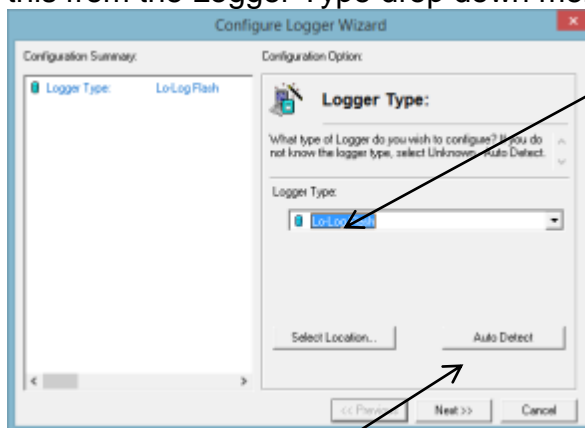 this from the Logger Type drop down me
Configure Logger Wizard
Configuration Summary:
Configuration Option:
Logger Type: Lo-Log Flash
Logger Type:
What type of Logger do you wish to configure? If you do
not know the logger type, select Unknown - Auto Detect.
Logger Type:
Lo-Log Flash
Select Location...
Auto Detect
<< Previous
Next >>
Cancel